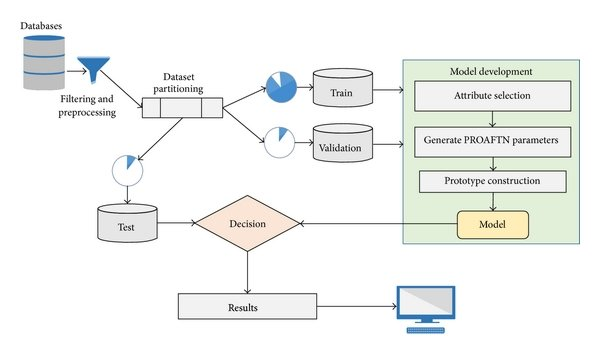 Databases
Filtering and
preprocessing
Dataset
partitioning
Train
Validation
Test
Model development
Attribute selection
Generate PROAFTN parameters
Prototype construction
Model
Decision
Results